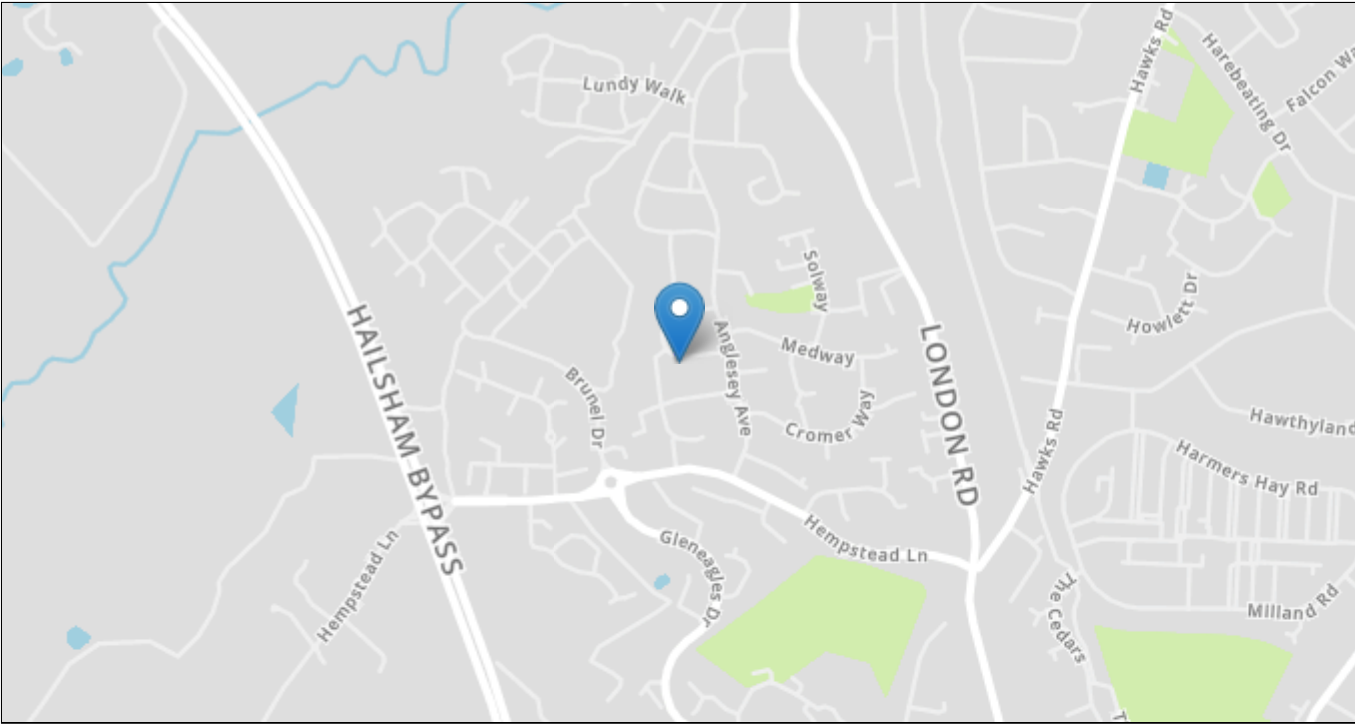 Hawks Rd
Harebeating Dr
Falcon Wa
Lundy Walk
Solway
HAILSHAM BYPASS
Howlett Dr
Anglesey Ave
Medway
LONDON RD
Brunel Dr
Cromer Way
Hawthyland
Hawks Rd
Harmers Hay Rd
Hempstead Ln
Hempstead Ln
Gleneagles Dr
The Cedars
Milland Rd
T